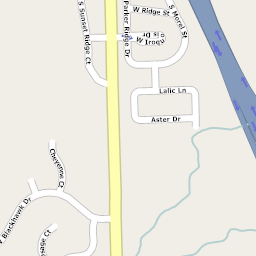 S Sunset Ridge Ct
Parker Ridge Dr
W Ridge St
S Morel St
W Iroquois Dr
Lalic Ln
Aster Dr
Cheyenne Ct
W Blackhawk Dr